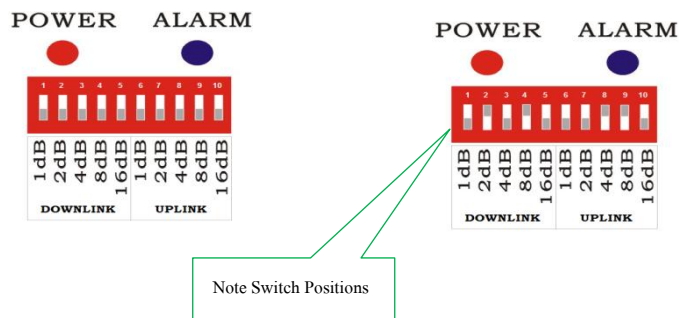 POWER ALARM
1 2 3 4 5 6 7 8 9 10
1dB 2dB 4dB 8dB 16dB 1dB 2dB 4dB 8dB 16dB
DOWNLINK UPLINK
POWER ALARM
1 2 3 4 5 6 7 8 9 10
1dB 2dB 4dB 8dB 16dB 1dB 2dB 4dB 8dB 16dB
DOWNLINK UPLINK
Note Switch Positions